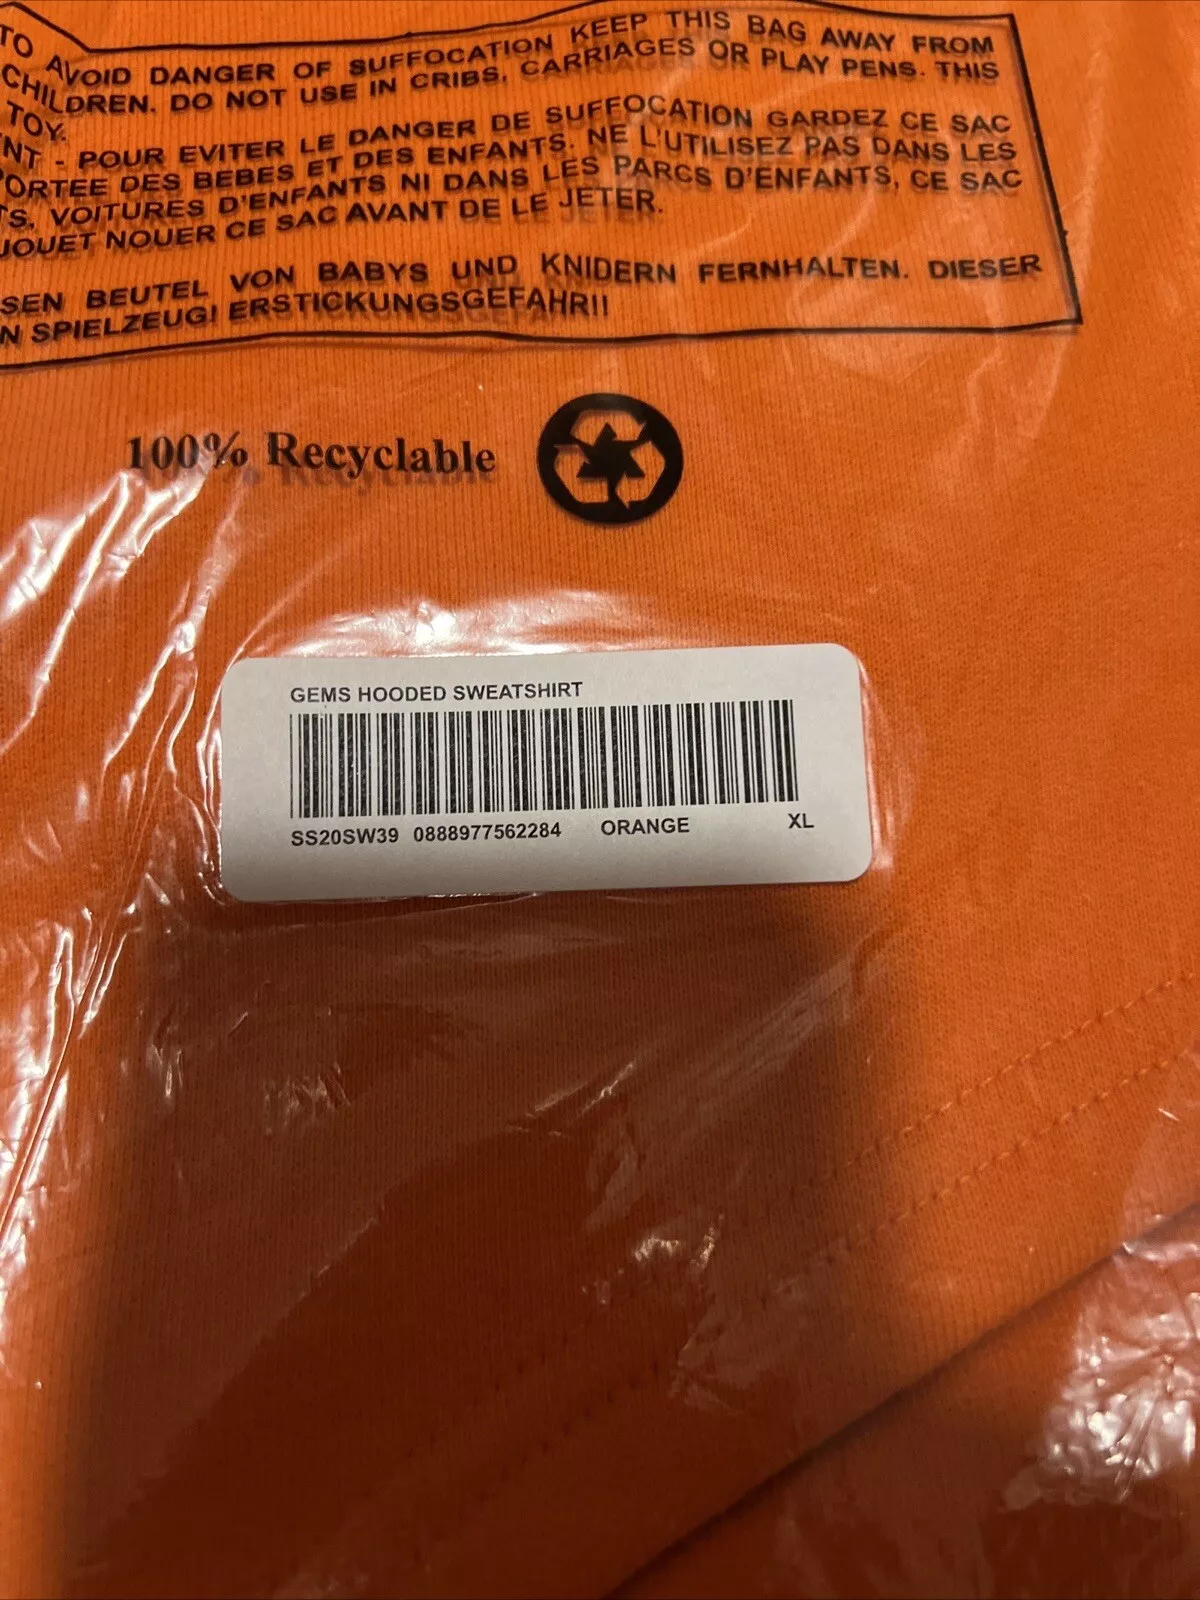 TO AVOID DANGER OF SUFFOCATION KEEP THIS BAG AWAY FROM
CHILDREN. DO NOT USE IN CRIBS, CARRIAGES OR PLAY PENS. THIS
TOY.
NT - POUR EVITER LE DANGER DE SUFFOCATION GARDEZ CE SAC
PORTEE DES BEBES ET DES ENFANTS. NE L'UTILISEZ PAS DANS LES
TS, VOITURES D'ENFANTS NI DANS LES PARCS D'ENFANTS, CE SAC
JOUET NOUER CE SAC AVANT DE LE JETER.
SEN BEUTEL VON BABYS UND KNIDERN FERNHALTEN. DIESER
N SPIELZEUG! ERSTICKUNGSGEFAHR!!
100% Recyclable
GEMS HOODED SWEATSHIRT
SS20SW39 0888977562284 ORANGE XL